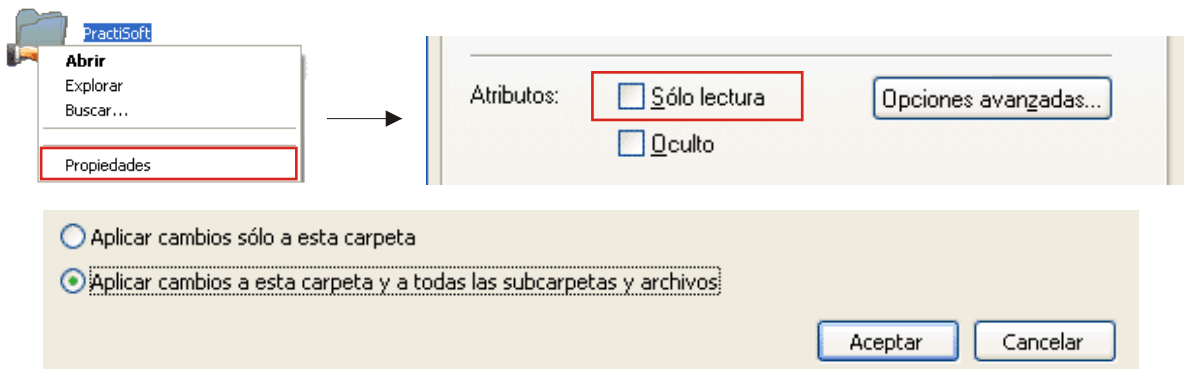 PractiSoft
Abrir
Explorar
Buscar...
Propiedades
Atributos:
Sólo lectura
Opciones avanzadas...
Oculto
Aplicar cambios sólo a esta carpeta
Aplicar cambios a esta carpeta y a todas las subcarpetas y archivos
Aceptar
Cancelar